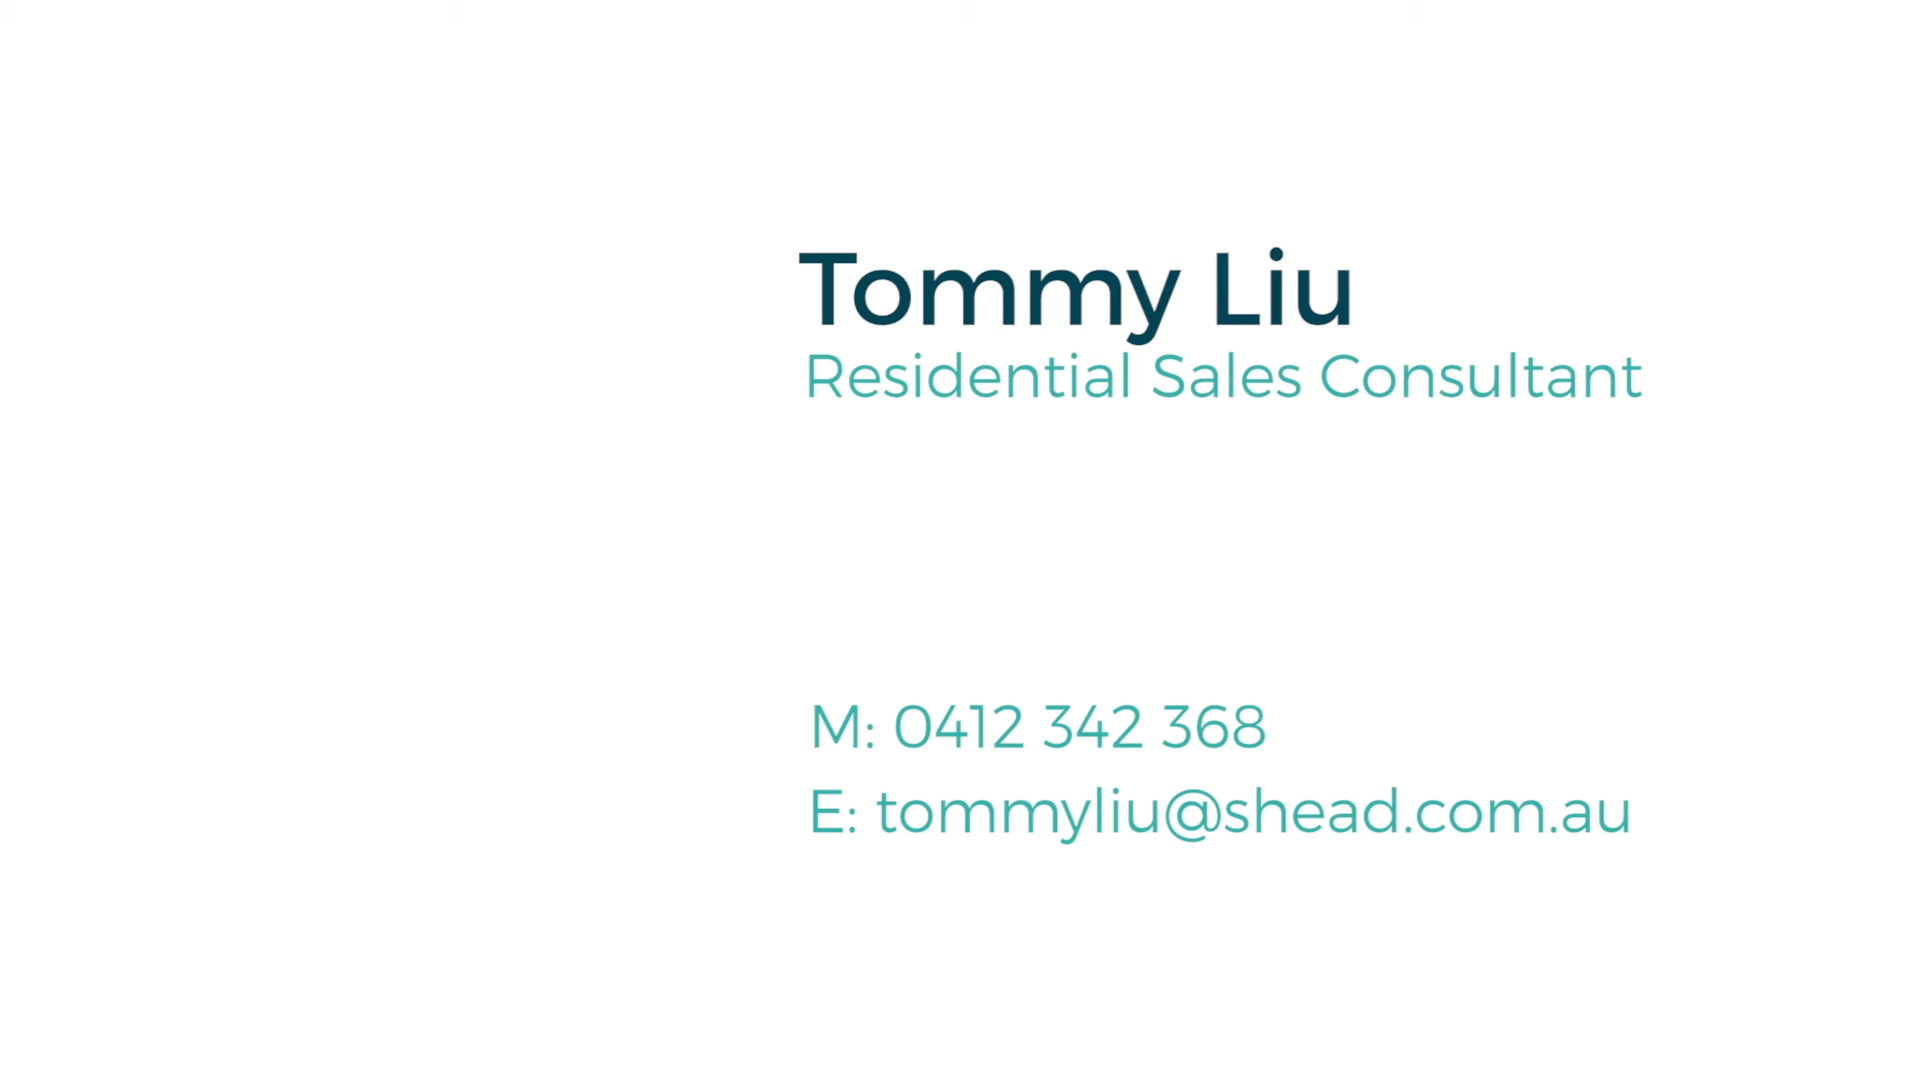 Tommy Liu
Residential Sales Consultant
M: 0412 342 368
E: tommyliu@shead.com.au